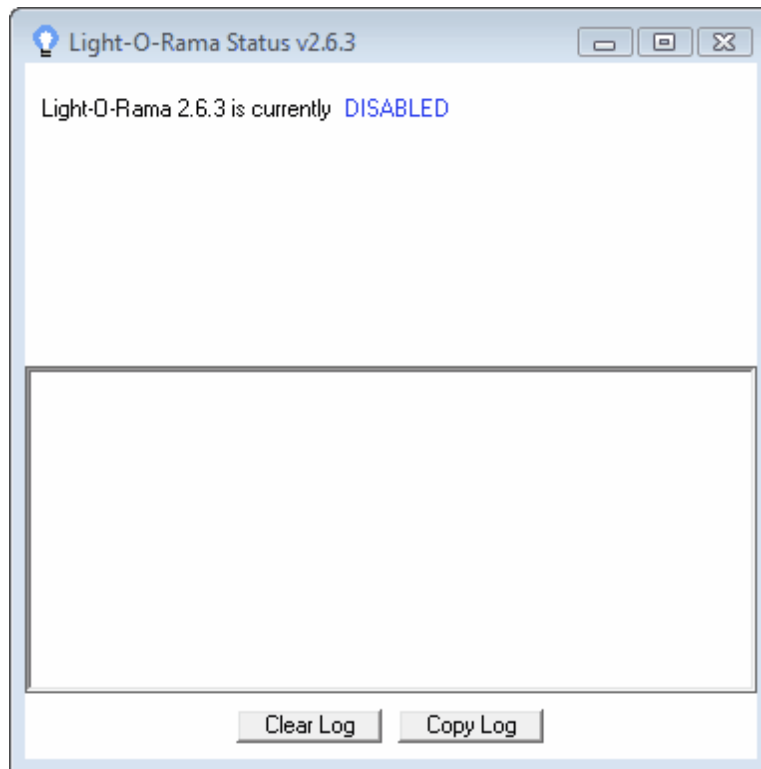 Light-O-Rama Status v2.6.3
Light-O-Rama 2.6.3 is currently DISABLED
Clear Log Copy Log